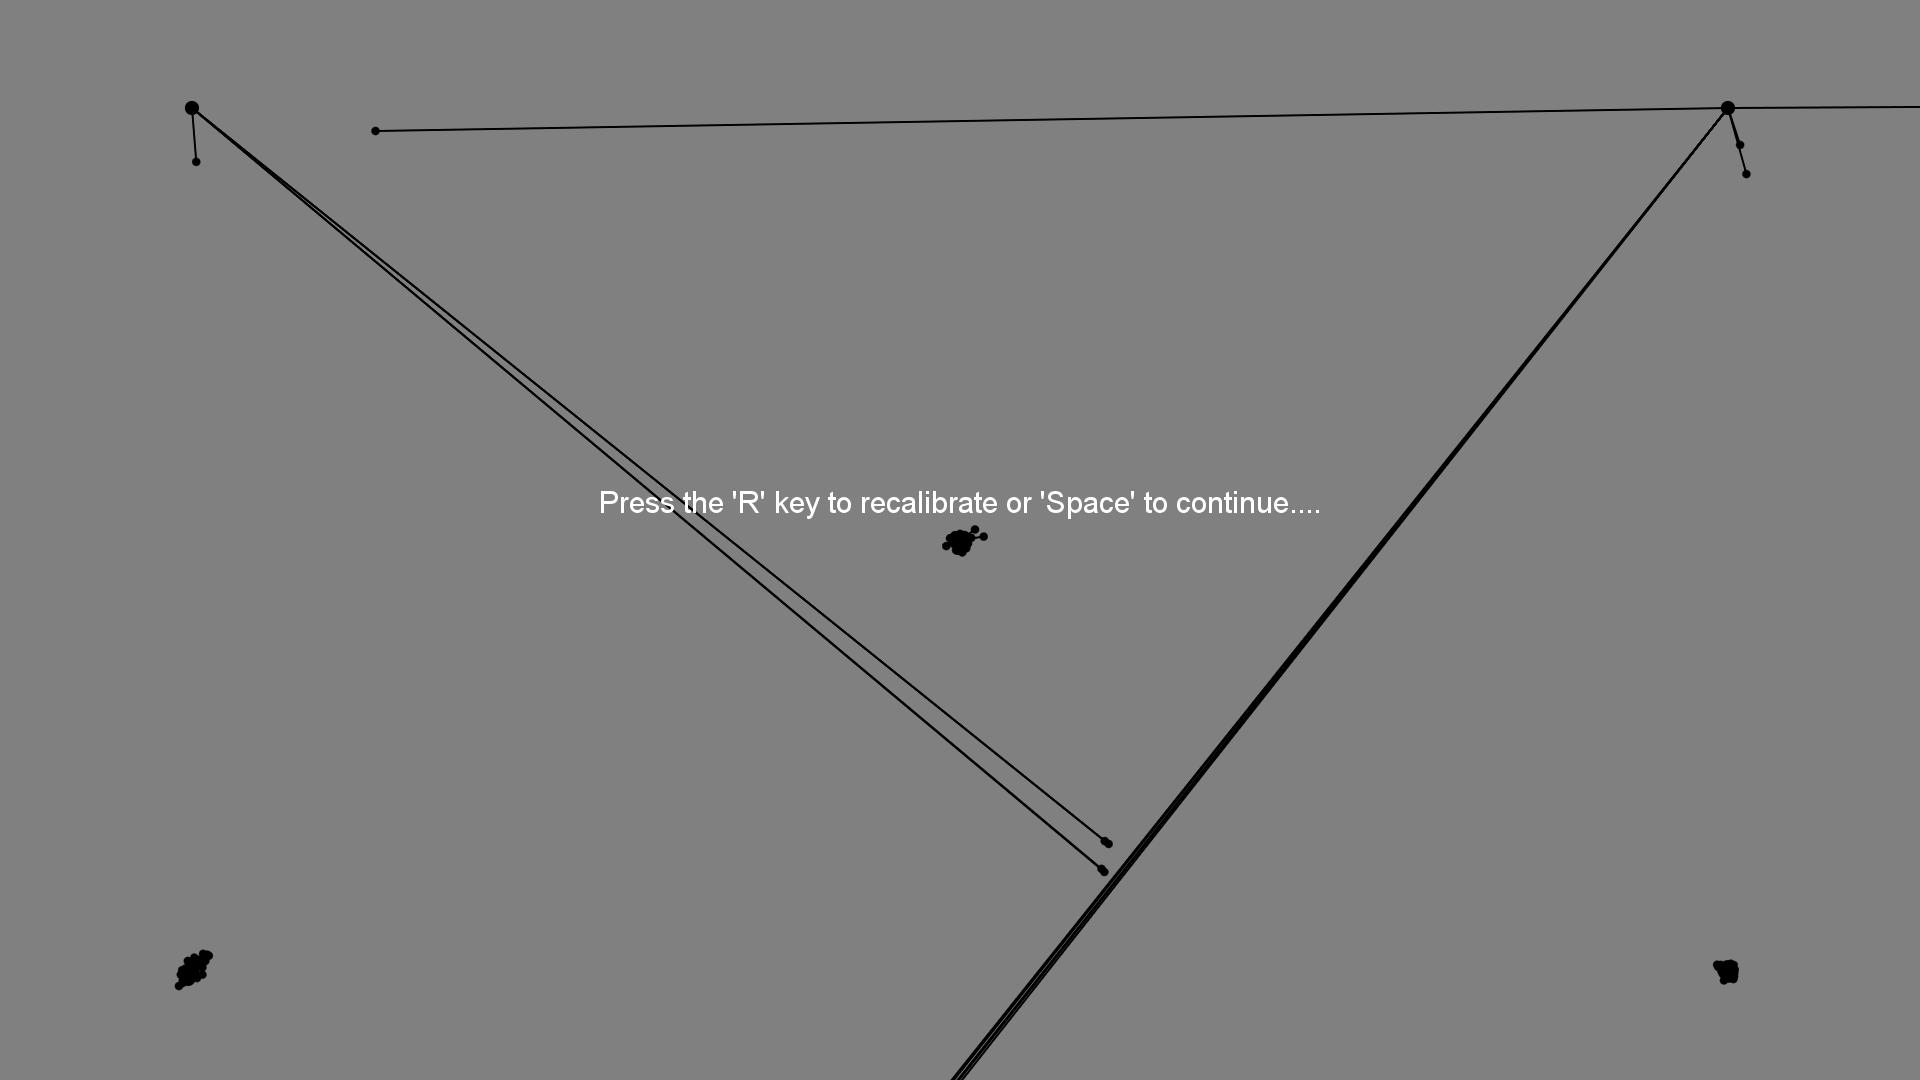 Press the 'R' key to recalibrate or 'Space' to continue....